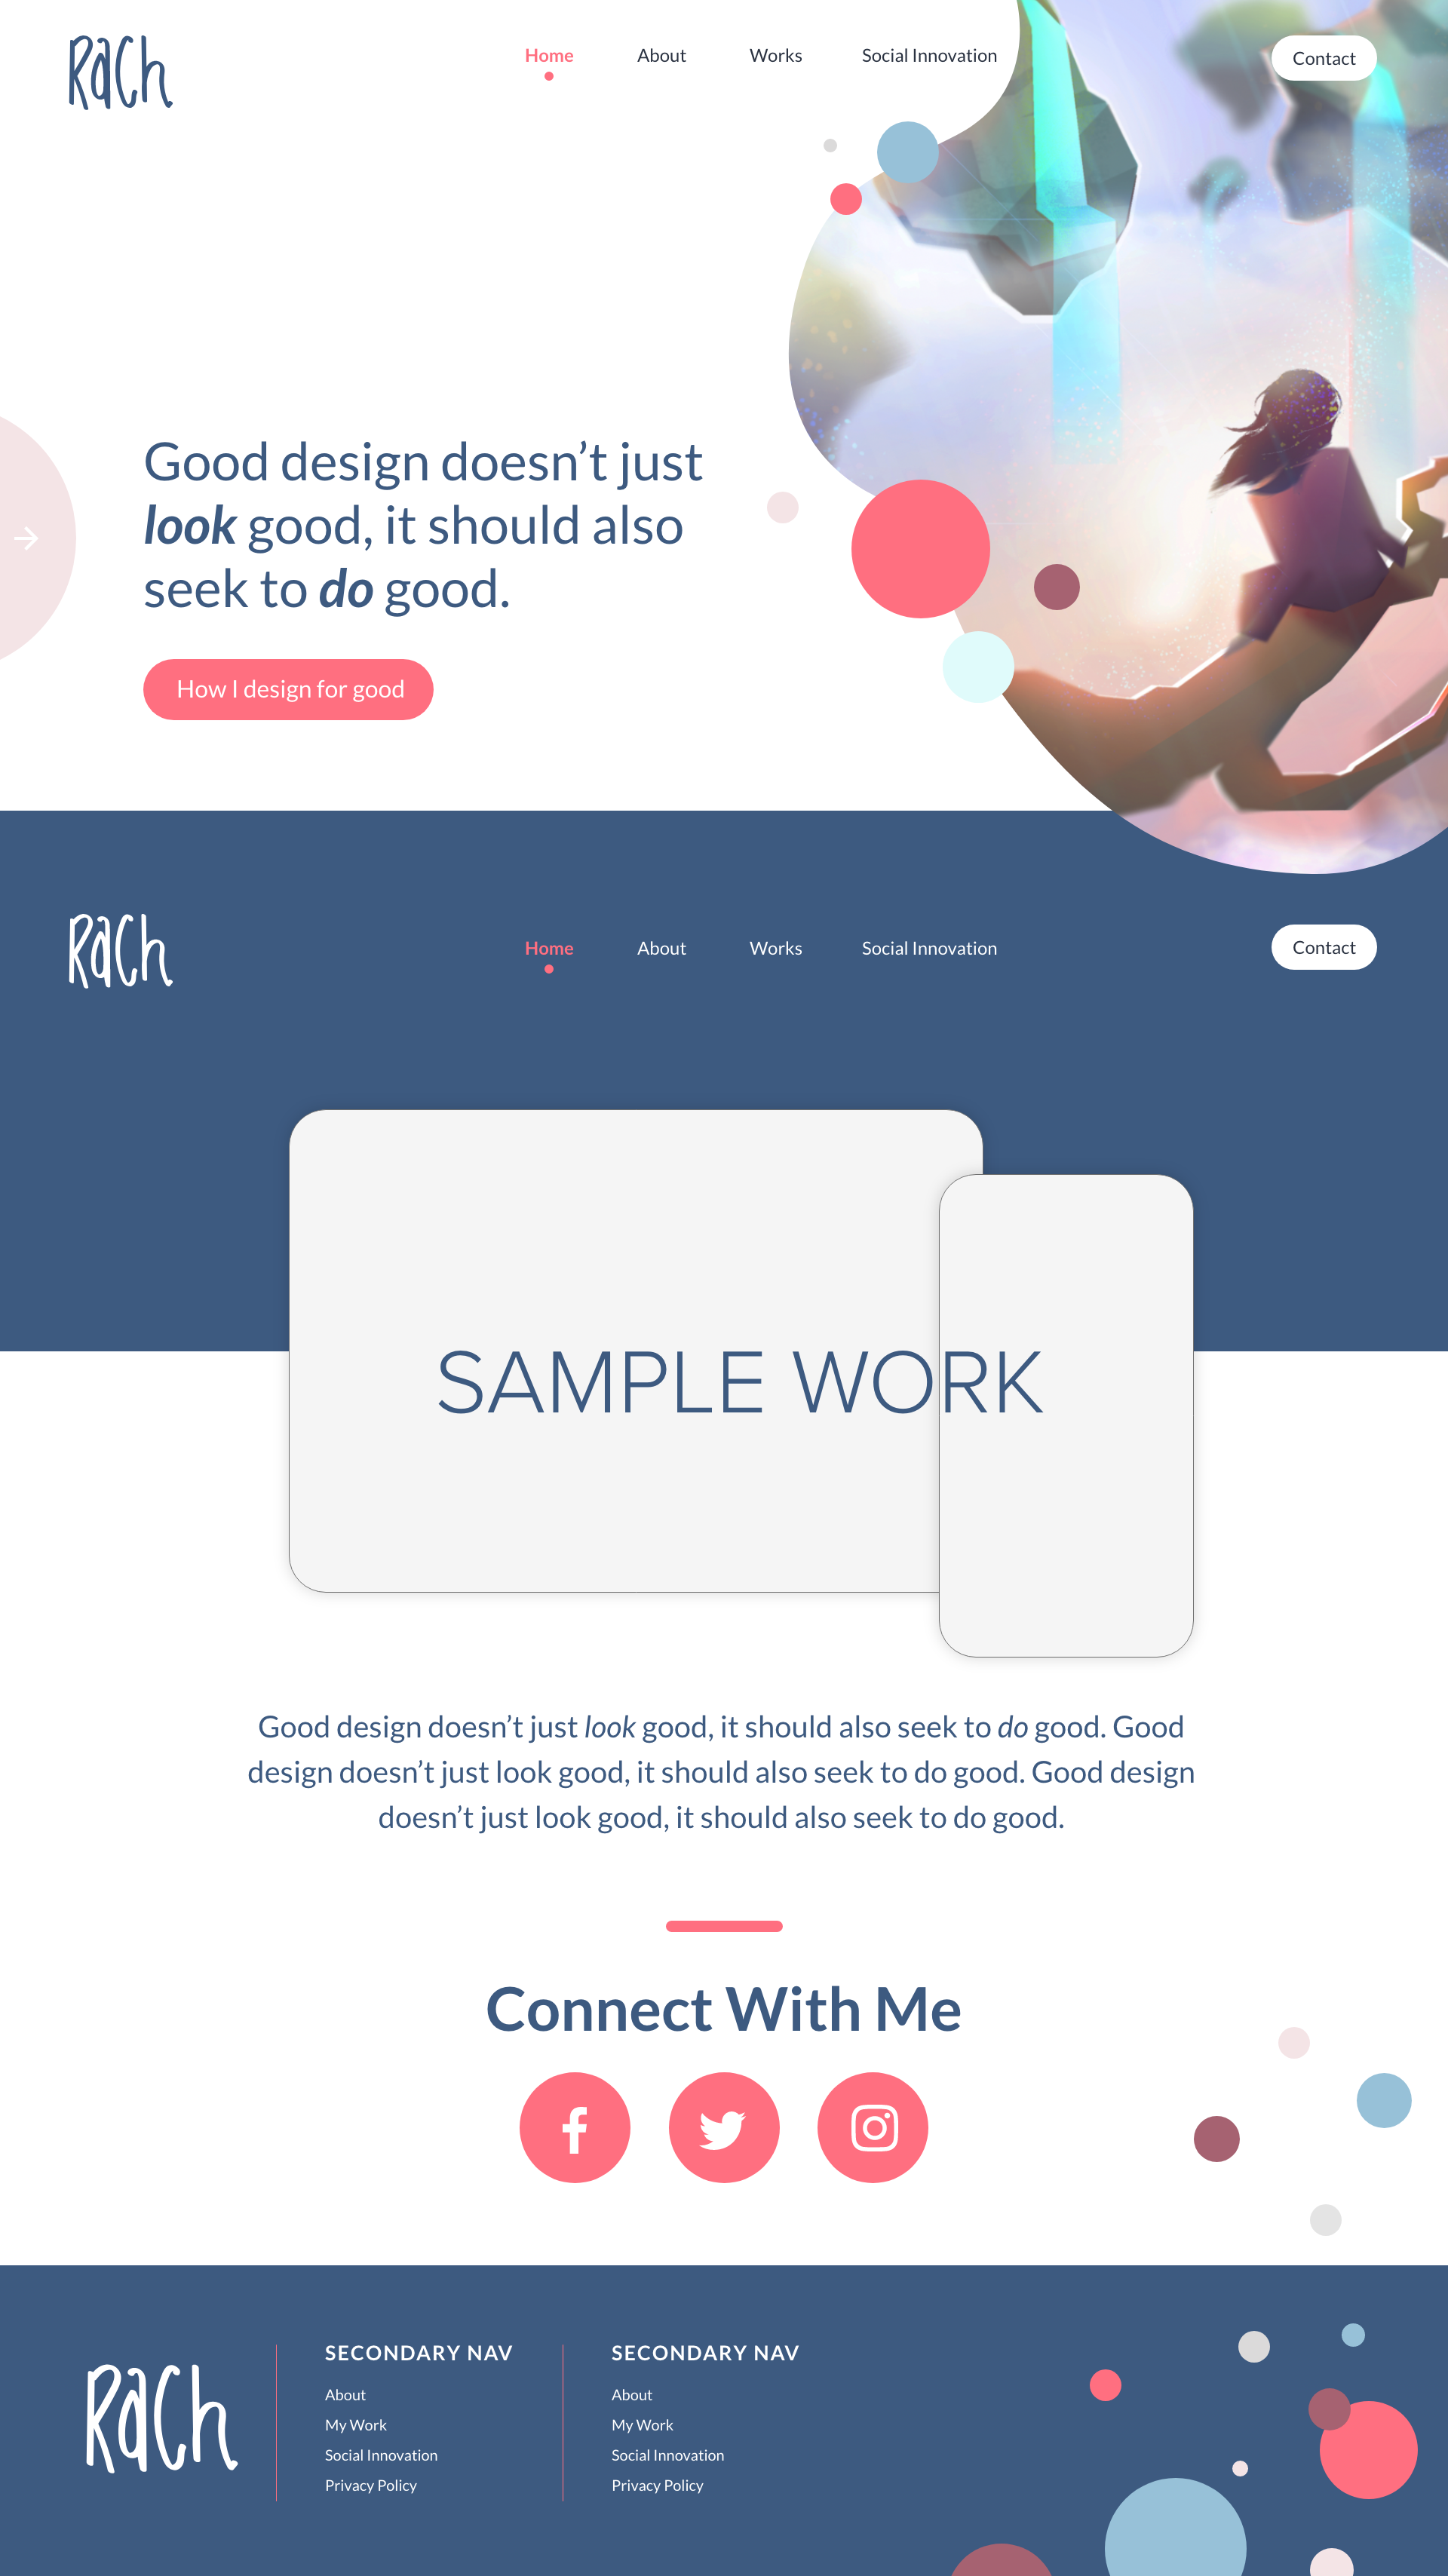 Rach
Home About Works Social Innovation Contact
Good design doesn’t just
look good, it should also
seek to do good.
How I design for good
Rach
Home About Works Social Innovation Contact
SAMPLE WORK
Good design doesn’t just look good, it should also seek to do good. Good
design doesn’t just look good, it should also seek to do good. Good design
doesn’t just look good, it should also seek to do good.
Connect With Me
Rach
SECONDARY NAV
About
My Work
Social Innovation
Privacy Policy
SECONDARY NAV
About
My Work
Social Innovation
Privacy Policy